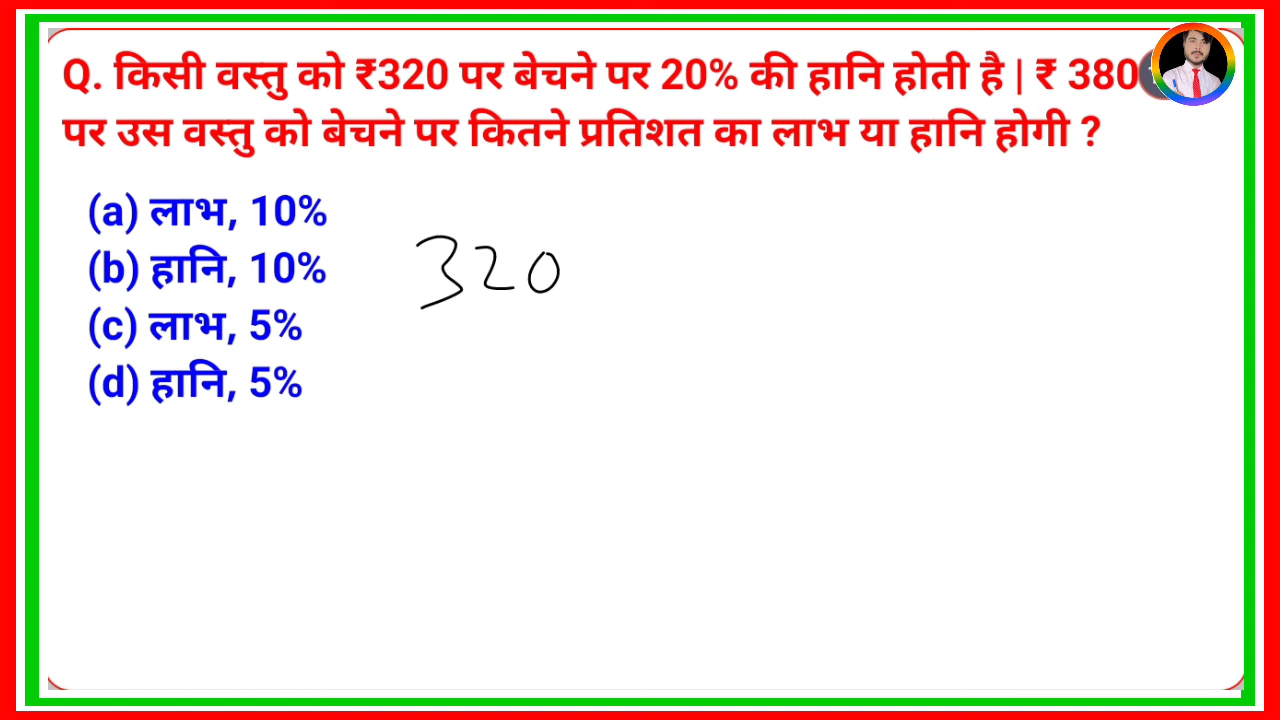 Q. किसी वस्तु को ₹320 पर बेचने पर 20% की हानि होती है | ₹ 380
पर उस वस्तु को बेचने पर कितने प्रतिशत का लाभ या हानि होगी ?
(a) लाभ, 10%
(b) हानि, 10%
320
(c) लाभ, 5%
(d) हानि, 5%